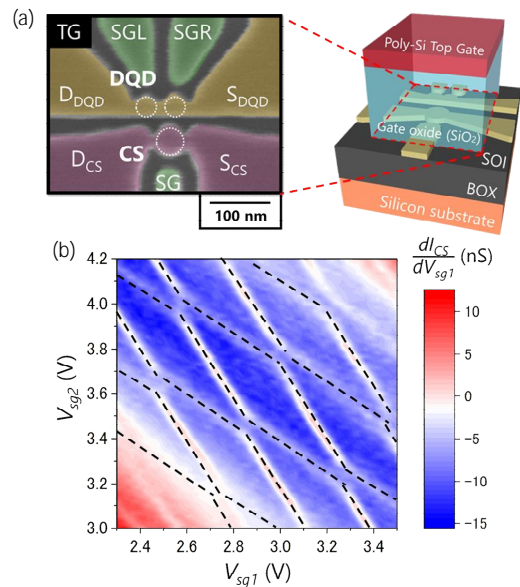 (a)
TG SGL SGR
DQD
D_DQD S_DQD
D_CS CS S_CS
SG
100 nm
Poly-Si Top Gate
Gate oxide (SiO₂)
SOI
BOX
Silicon substrate
(b)
dI_CS/dV_sg1 (nS)
4.2
4.0
3.8
3.6
3.4
3.2
3.0
V_sg2 (V)
2.4 2.6 2.8 3.0 3.2 3.4
V_sg1 (V)
10
5
0
-5
-10
-15